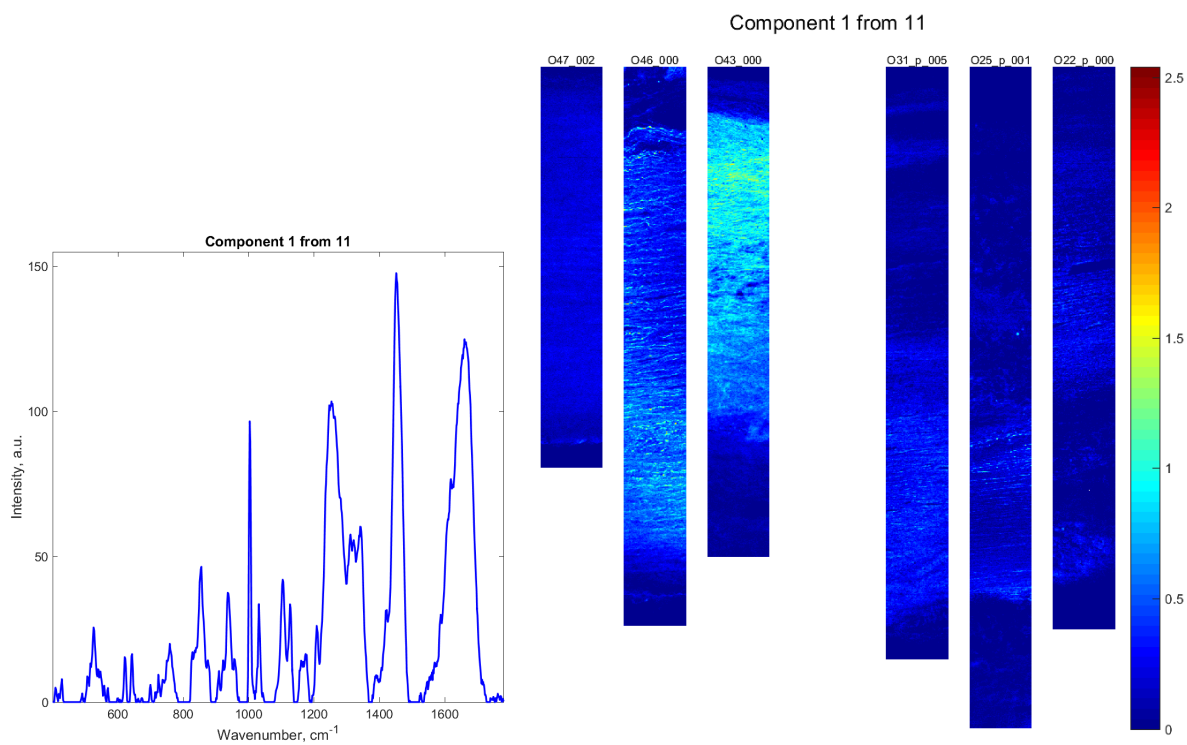 Component 1 from 11
O47_002 O46_000 O43_000 O31_p_005 O25_p_001 O22_p_000
2.5
2
1.5
1
0.5
0
Component 1 from 11
150
100
50
0
Intensity, a.u.
600 800 1000 1200 1400 1600
Wavenumber, cm-1